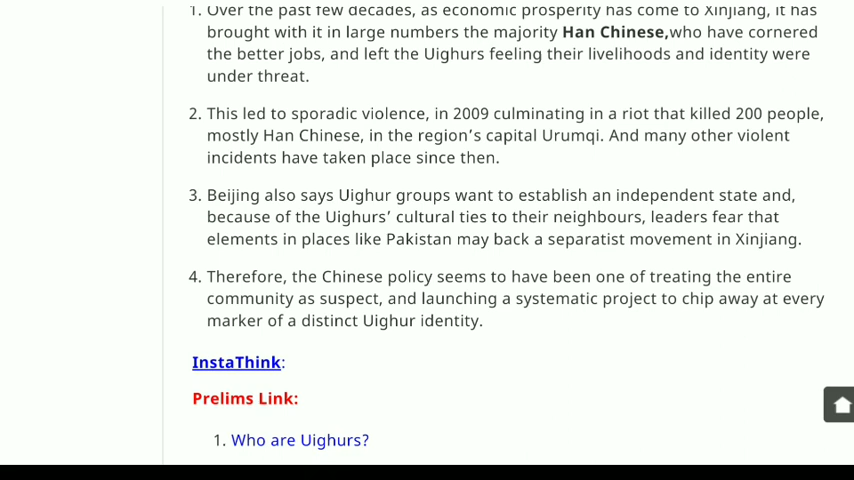 1. Over the past few decades, as economic prosperity has come to Xinjiang, it has
brought with it in large numbers the majority Han Chinese,who have cornered
the better jobs, and left the Uighurs feeling their livelihoods and identity were
under threat.
2. This led to sporadic violence, in 2009 culminating in a riot that killed 200 people,
mostly Han Chinese, in the region's capital Urumqi. And many other violent
incidents have taken place since then.
3. Beijing also says Uighur groups want to establish an independent state and,
because of the Uighurs' cultural ties to their neighbours, leaders fear that
elements in places like Pakistan may back a separatist movement in Xinjiang.
4. Therefore, the Chinese policy seems to have been one of treating the entire
community as suspect, and launching a systematic project to chip away at every
marker of a distinct Uighur identity.
InstaThink:
Prelims Link:
1. Who are Uighurs?